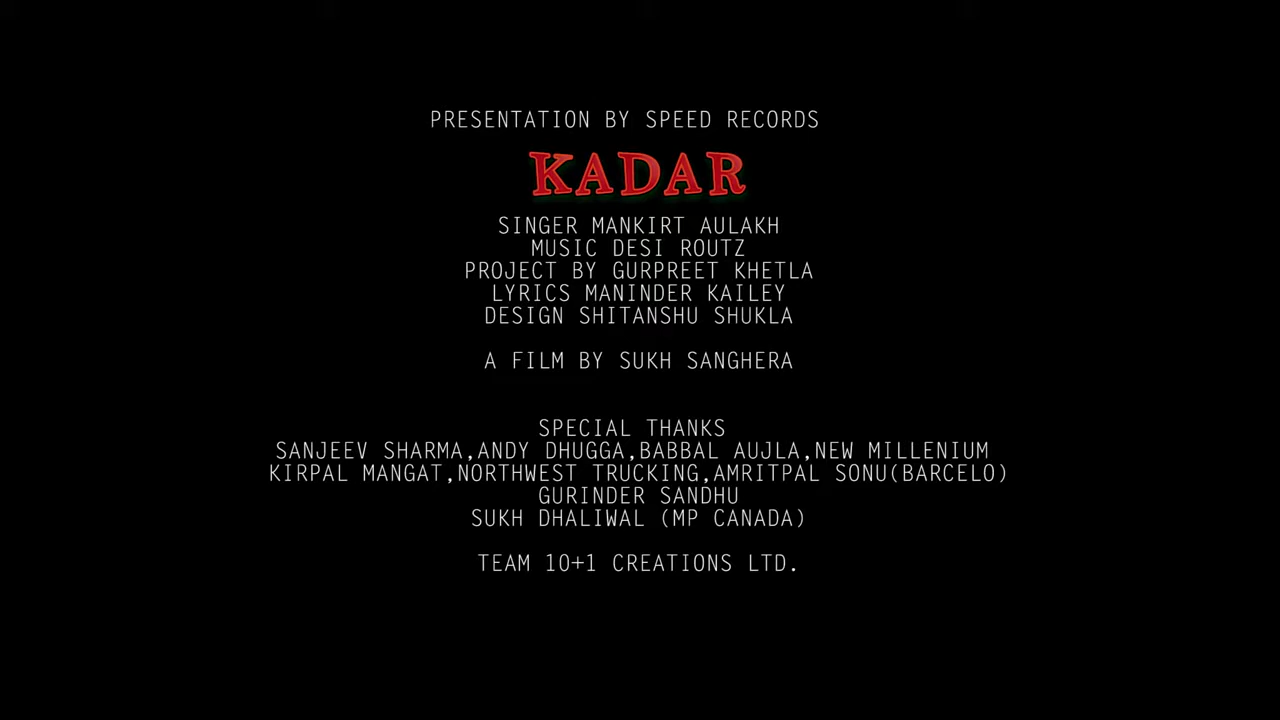 PRESENTATION BY SPEED RECORDS
KADAR
SINGER MANKIRT AULAKH
MUSIC DESI ROUTZ
PROJECT BY GURPREET KHETLA
LYRICS MANINDER KAILEY
DESIGN SHITANSHU SHUKLA
A FILM BY SUKH SANGHERA
SPECIAL THANKS
SANJEEV SHARMA,ANDY DHUGGA,BABBAL AUJLA,NEW MILLENIUM
KIRPAL MANGAT,NORTHWEST TRUCKING,AMRITPAL SONU(BARCELO)
GURINDER SANDHU
SUKH DHALIWAL (MP CANADA)
TEAM 10+1 CREATIONS LTD.